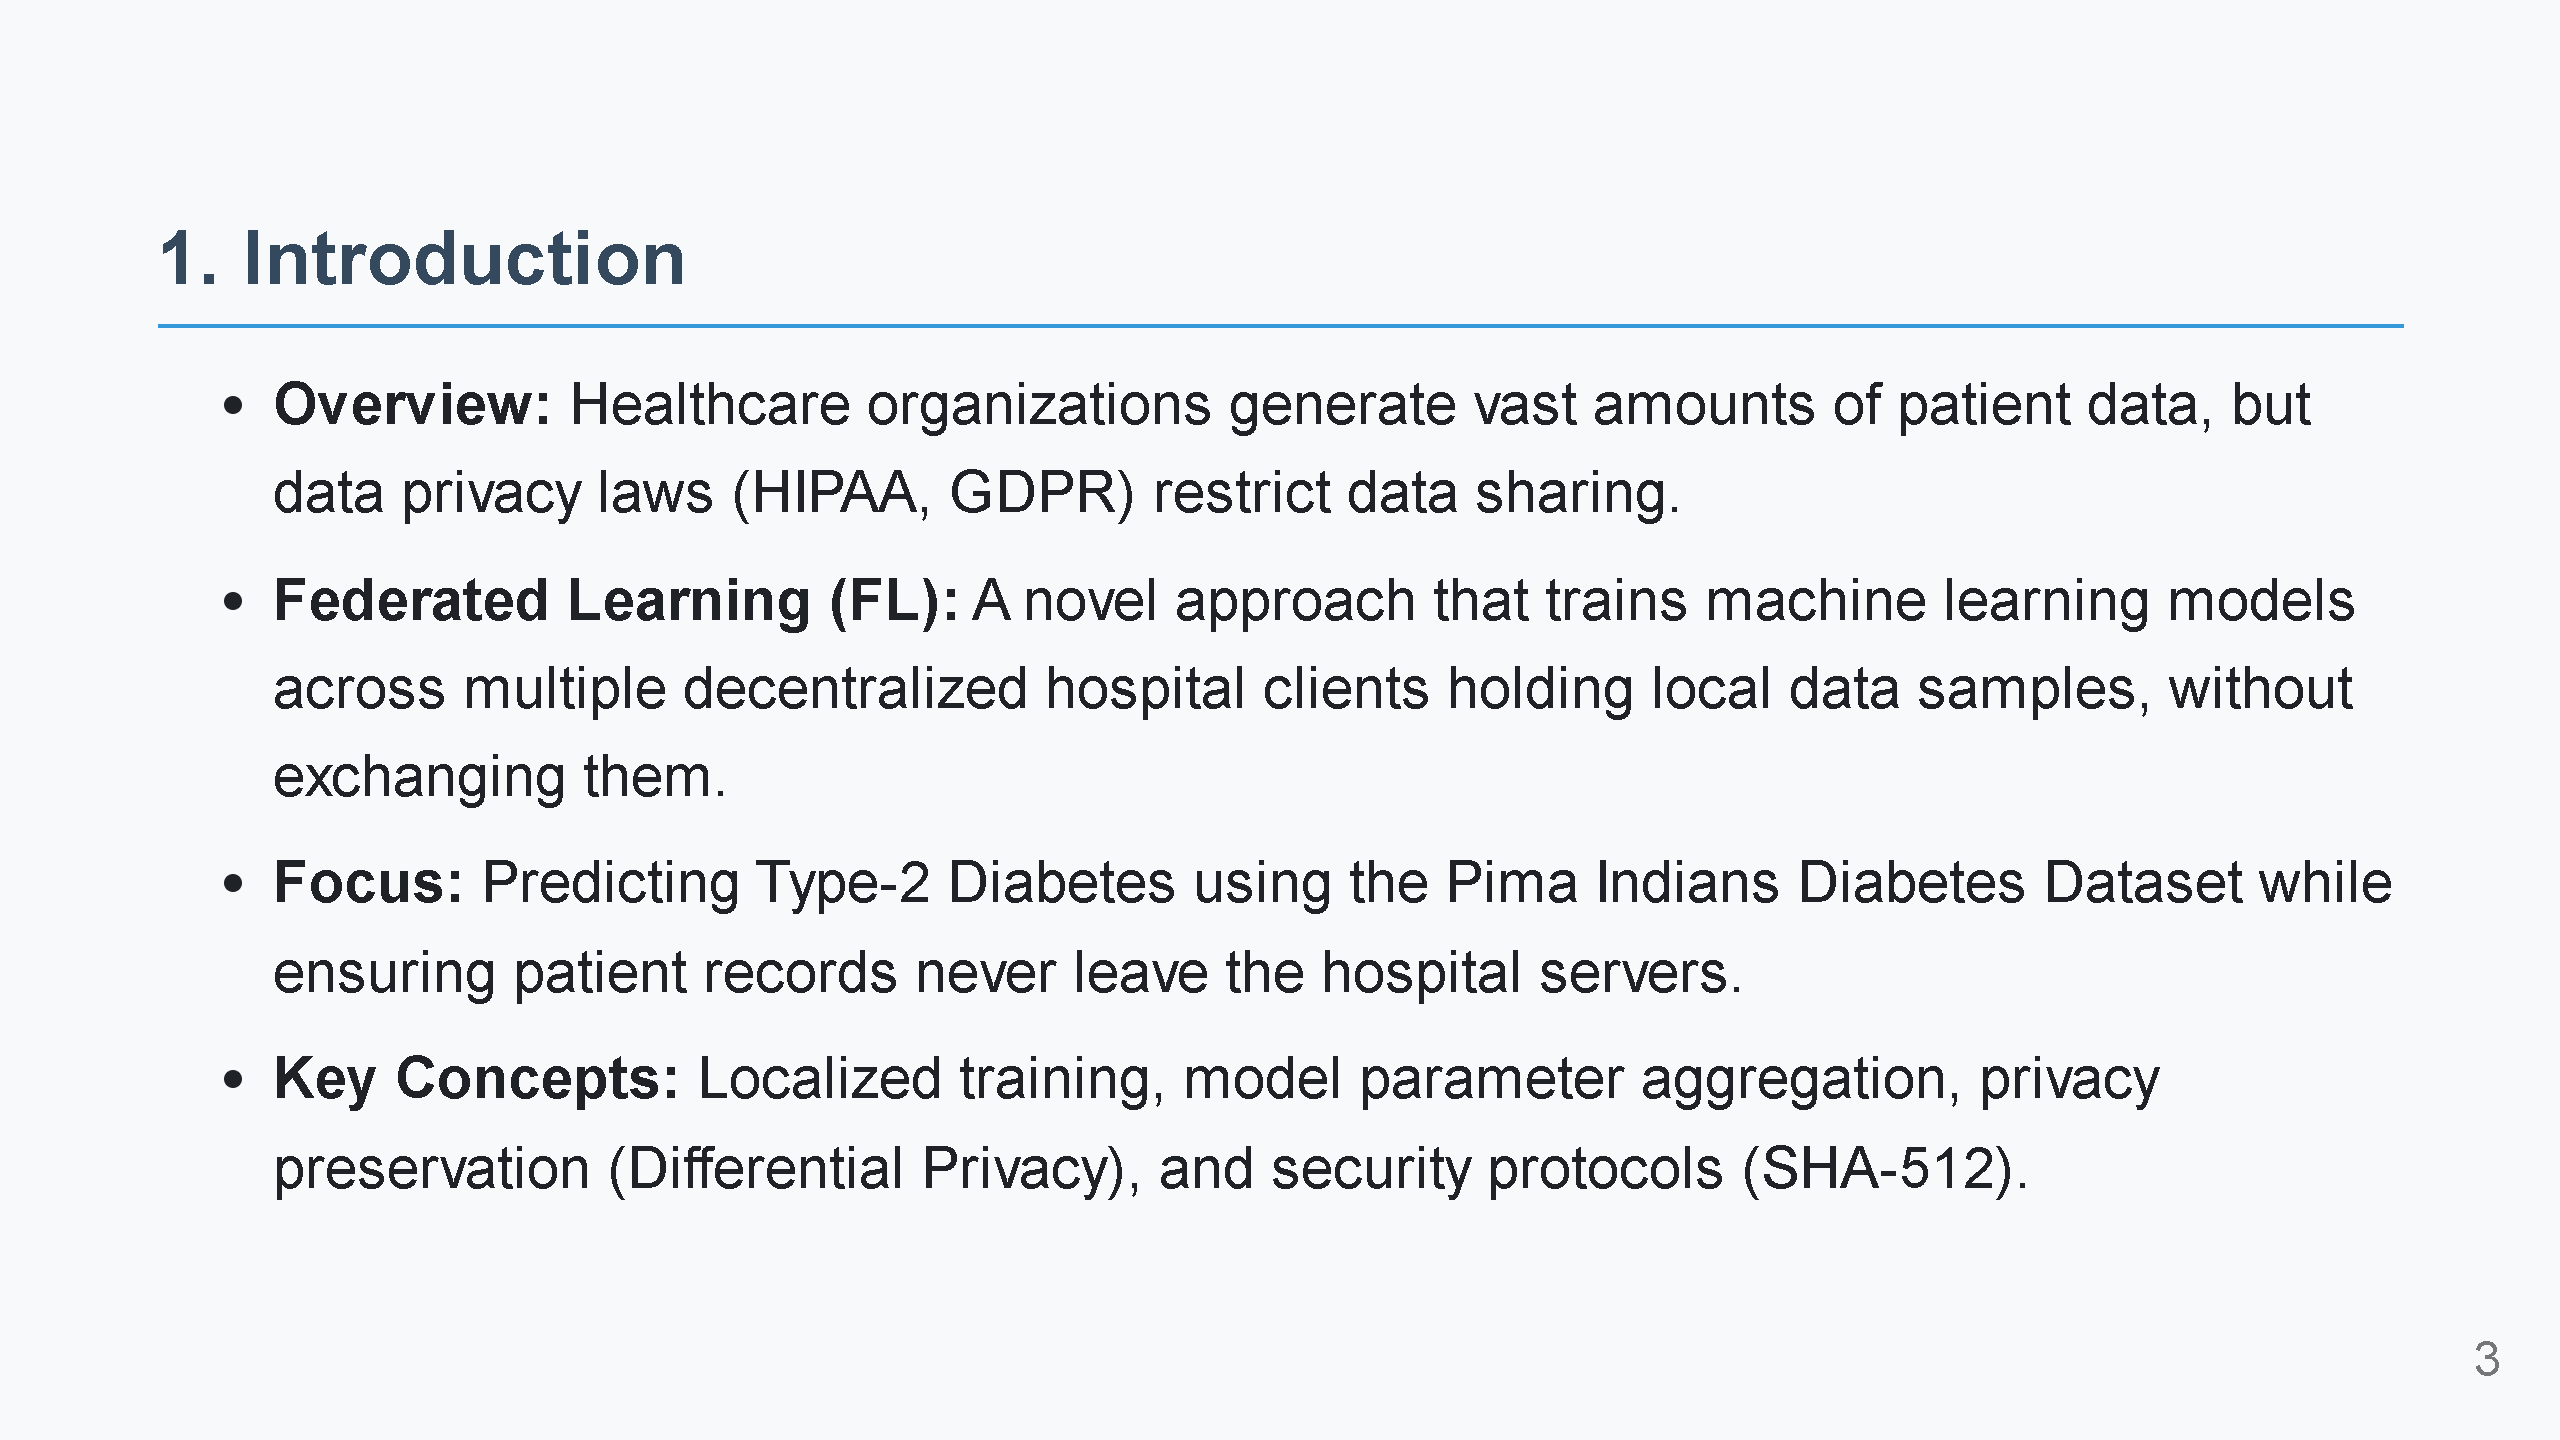 1. Introduction
• Overview: Healthcare organizations generate vast amounts of patient data, but
data privacy laws (HIPAA, GDPR) restrict data sharing.
• Federated Learning (FL): A novel approach that trains machine learning models
across multiple decentralized hospital clients holding local data samples, without
exchanging them.
• Focus: Predicting Type-2 Diabetes using the Pima Indians Diabetes Dataset while
ensuring patient records never leave the hospital servers.
• Key Concepts: Localized training, model parameter aggregation, privacy
preservation (Differential Privacy), and security protocols (SHA-512).
3